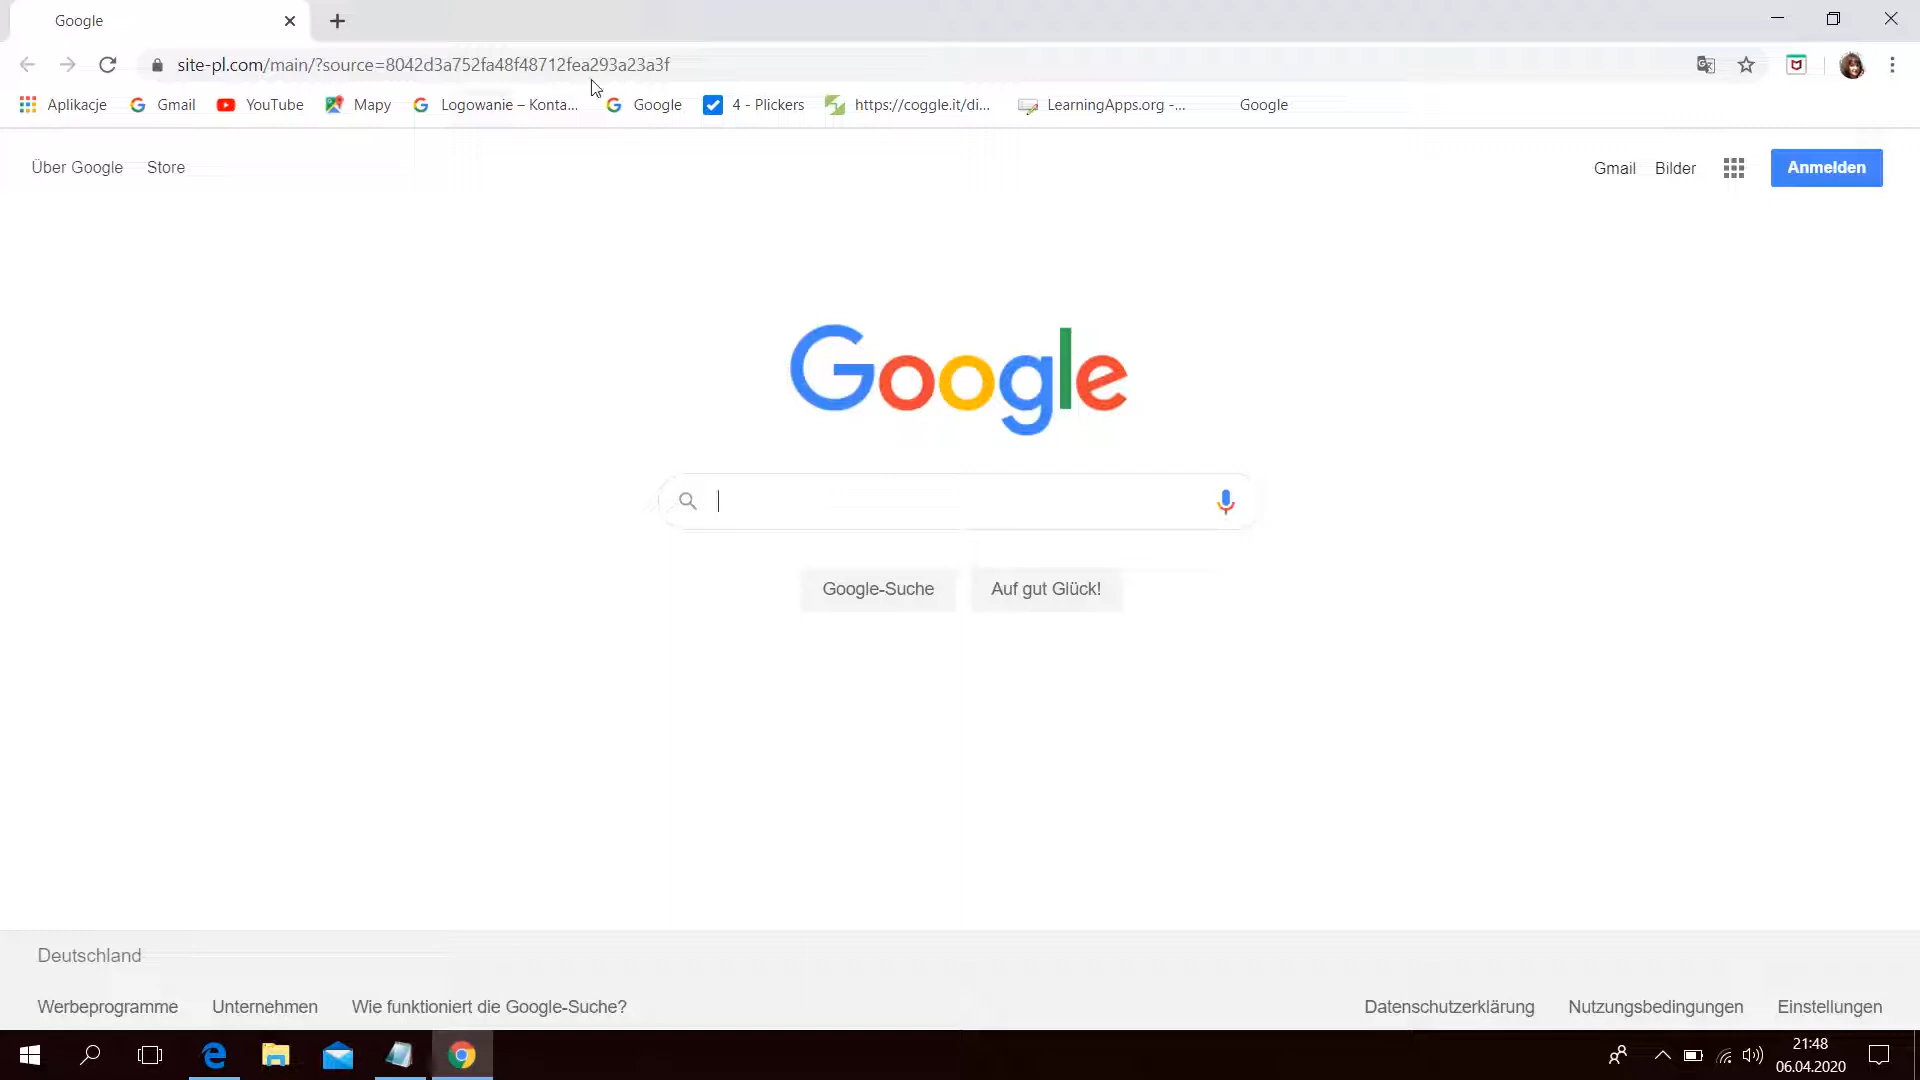 Google
site-pl.com/main/?source=8042d3a752fa48f48712fea293a23a3f
Aplikacje Gmail YouTube Mapy Logowanie – Konta... Google 4 - Plickers https://coggle.it/di... LearningApps.org -... Google
Über Google Store Gmail Bilder Anmelden
Google
Google-Suche Auf gut Glück!
Deutschland
Werbeprogramme Unternehmen Wie funktioniert die Google-Suche? Datenschutzerklärung Nutzungsbedingungen Einstellungen
21:48
06.04.2020